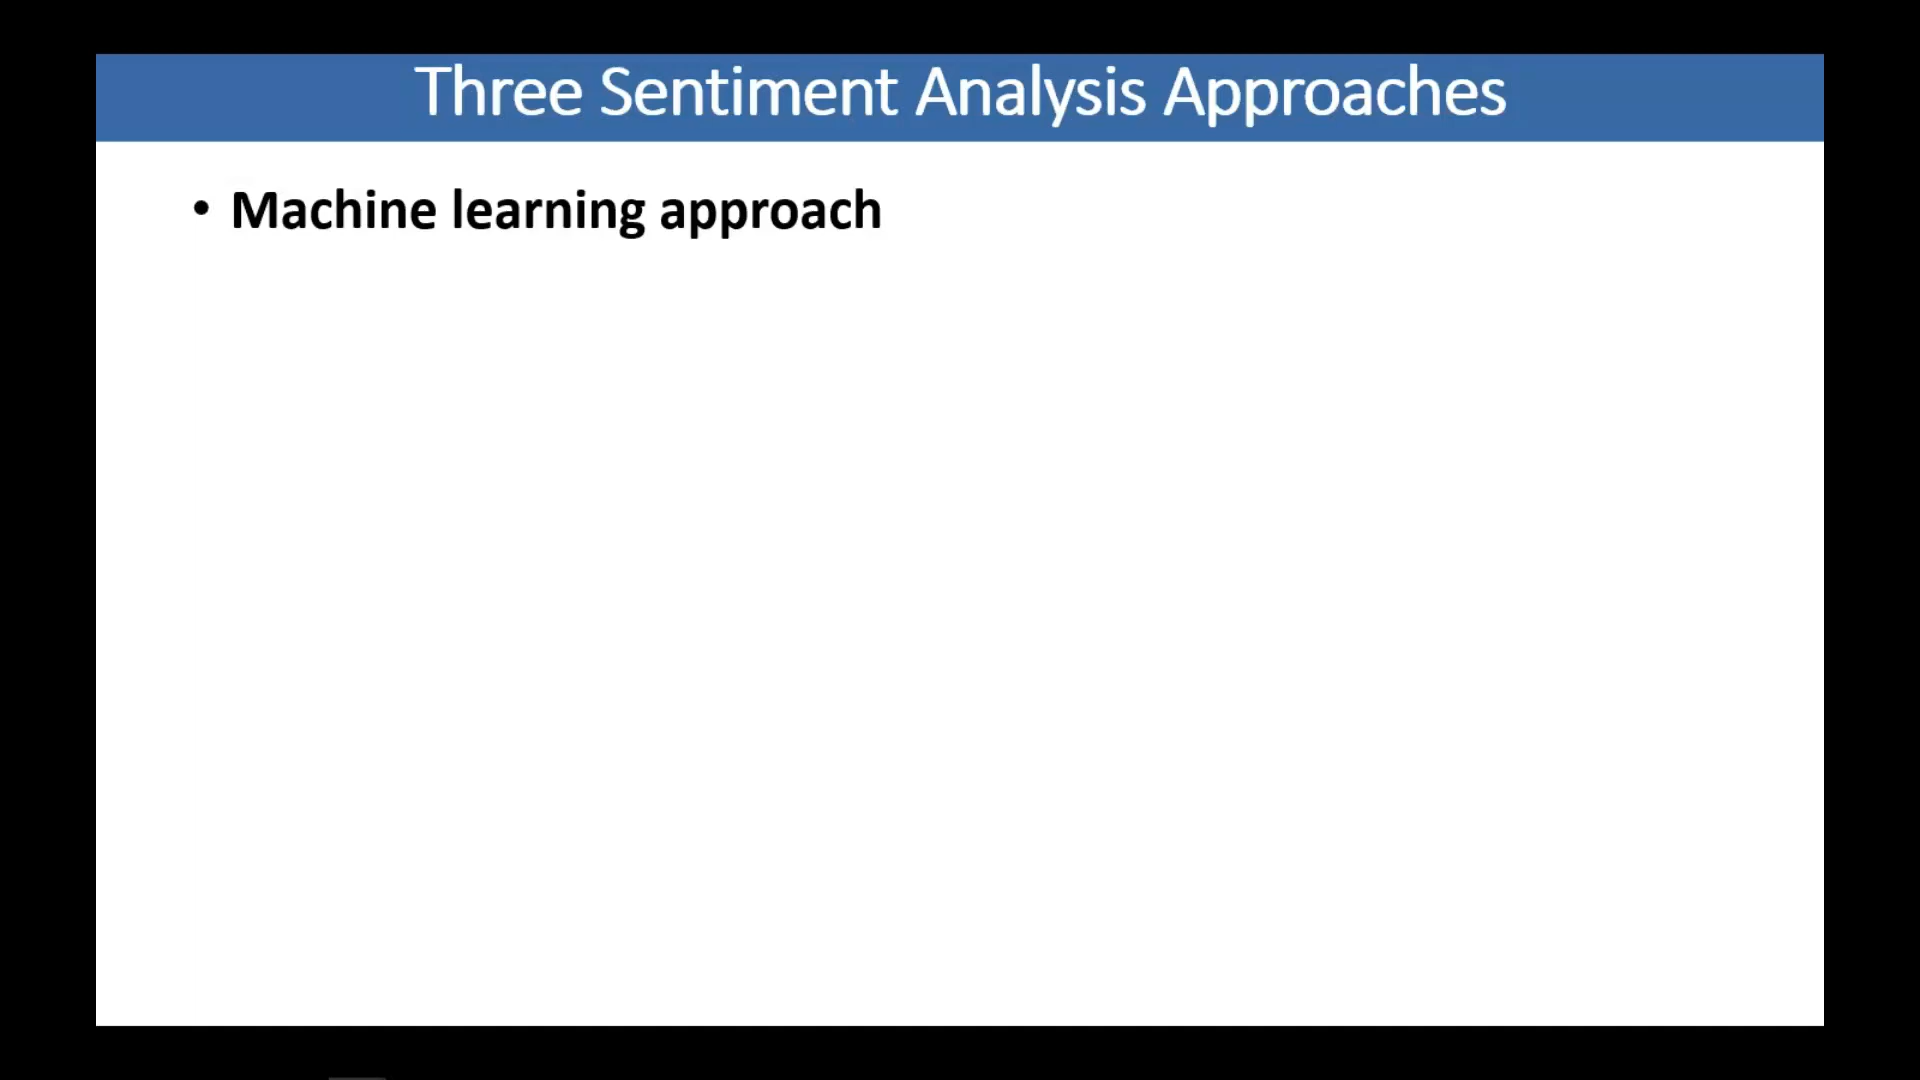 Three Sentiment Analysis Approaches
• Machine learning approach